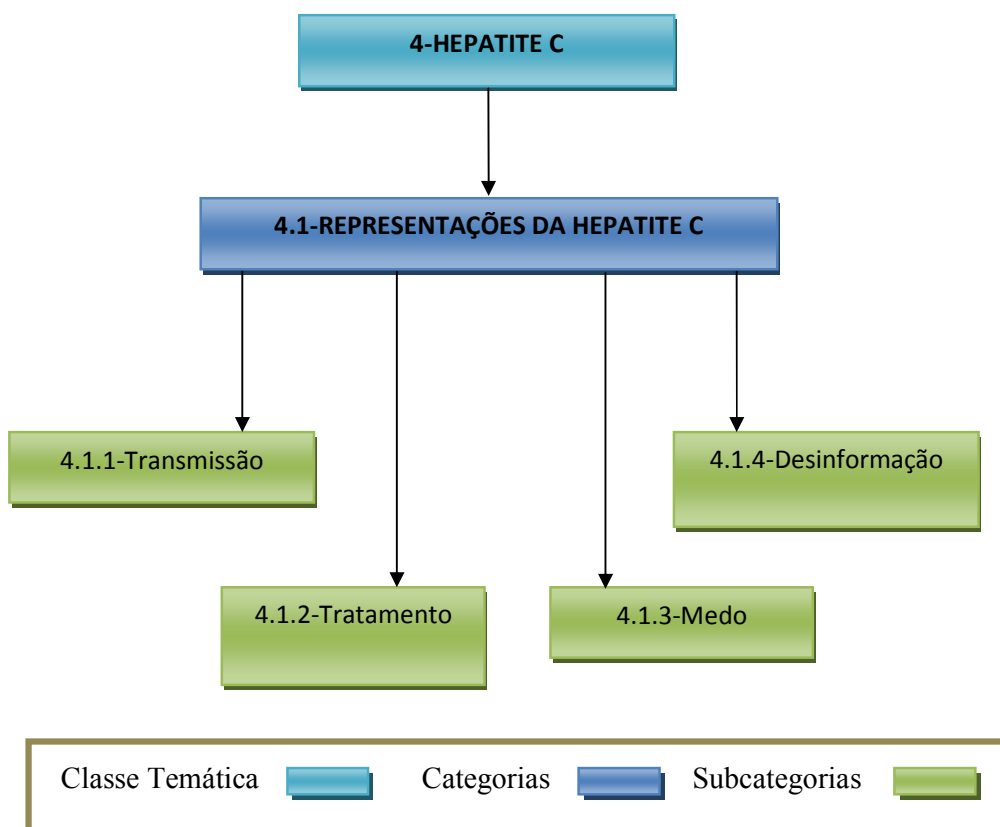 4-HEPATITE C
4.1-REPRESENTAÇÕES DA HEPATITE C
4.1.1-Transmissão
4.1.4-Desinformação
4.1.2-Tratamento
4.1.3-Medo
Classe Temática Categorias Subcategorias